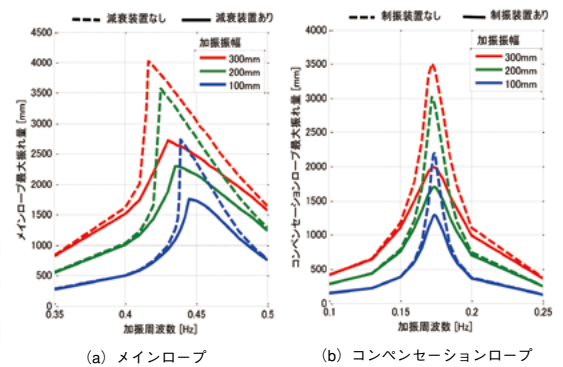 減衰装置なし 減衰装置あり
加振振幅
300mm
200mm
100mm
メインロープ最大振れ量 [mm]
4500
4000
3500
3000
2500
2000
1500
1000
500
0
0.35 0.4 0.45 0.5
加振周波数 [Hz]
(a) メインロープ
制振装置なし 制振装置あり
加振振幅
300mm
200mm
100mm
コンペンセーションロープ最大振れ量 [mm]
4000
3500
3000
2500
2000
1500
1000
500
0
0.1 0.15 0.2 0.25
加振周波数 [Hz]
(b) コンペンセーションロープ